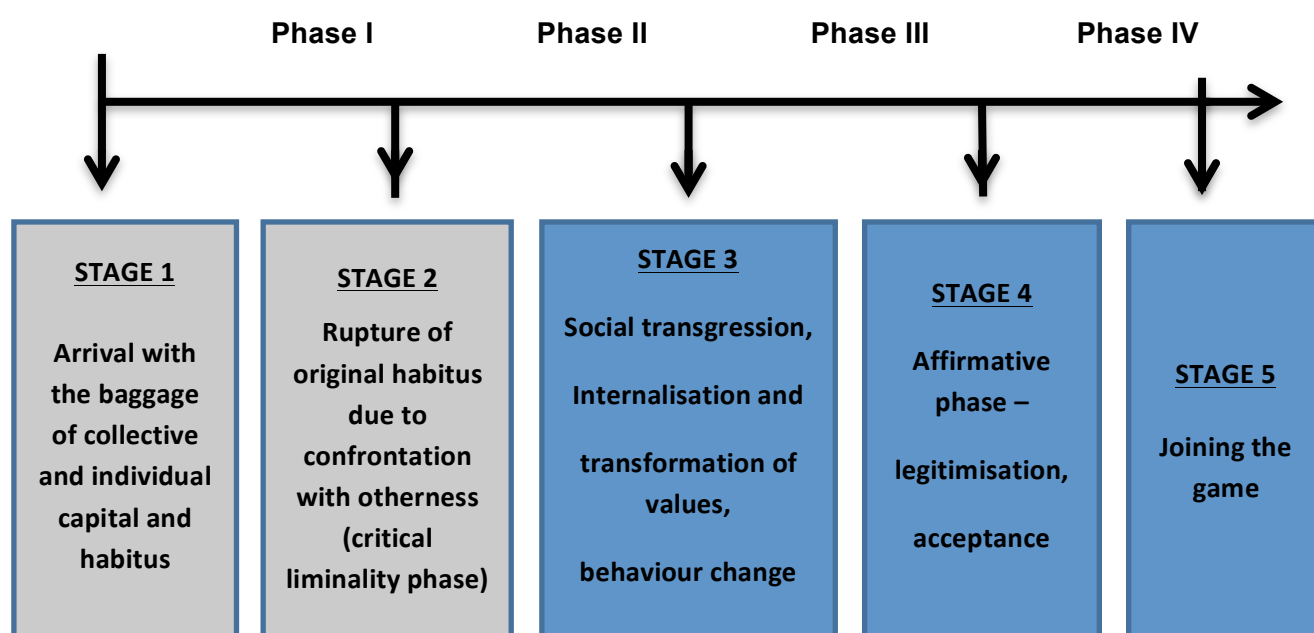 Phase I Phase II Phase III Phase IV
STAGE 1
Arrival with
the baggage
of collective
and individual
capital and
habitus
STAGE 2
Rupture of
original habitus
due to
confrontation
with otherness
(critical
liminality phase)
STAGE 3
Social transgression,
Internalisation and
transformation of
values,
behaviour change
STAGE 4
Affirmative
phase –
legitimisation,
acceptance
STAGE 5
Joining the
game